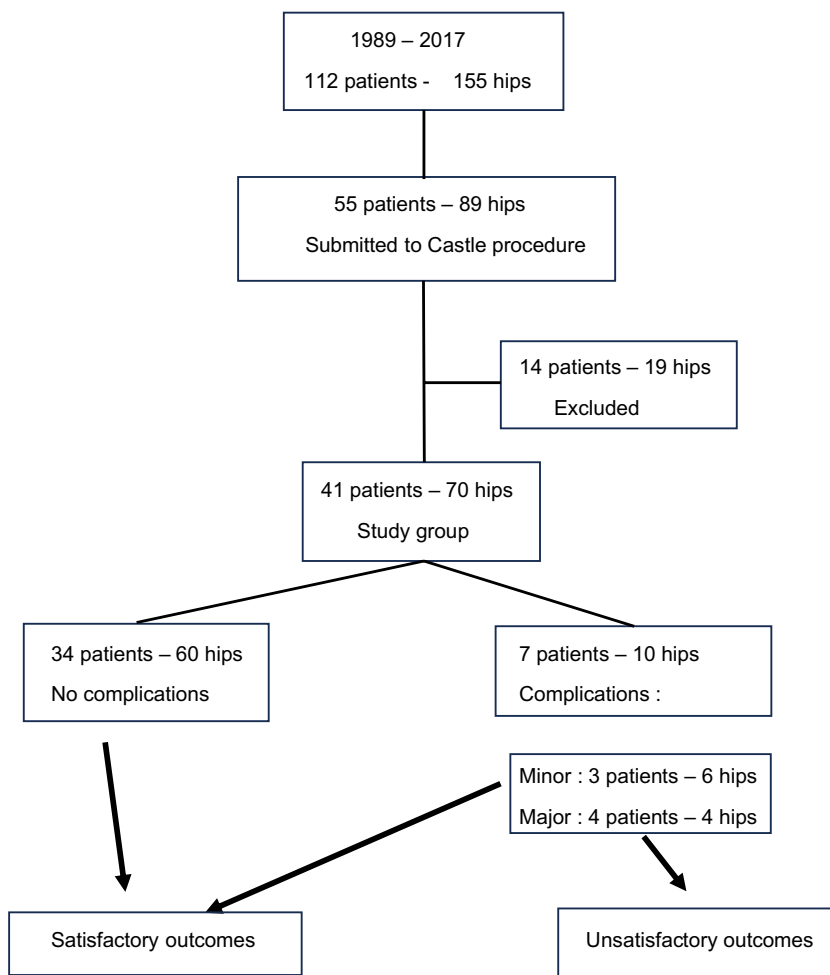 1989 – 2017
112 patients - 155 hips
55 patients – 89 hips
Submitted to Castle procedure
14 patients – 19 hips
Excluded
41 patients – 70 hips
Study group
34 patients – 60 hips
No complications
7 patients – 10 hips
Complications :
Minor : 3 patients – 6 hips
Major : 4 patients – 4 hips
Satisfactory outcomes
Unsatisfactory outcomes